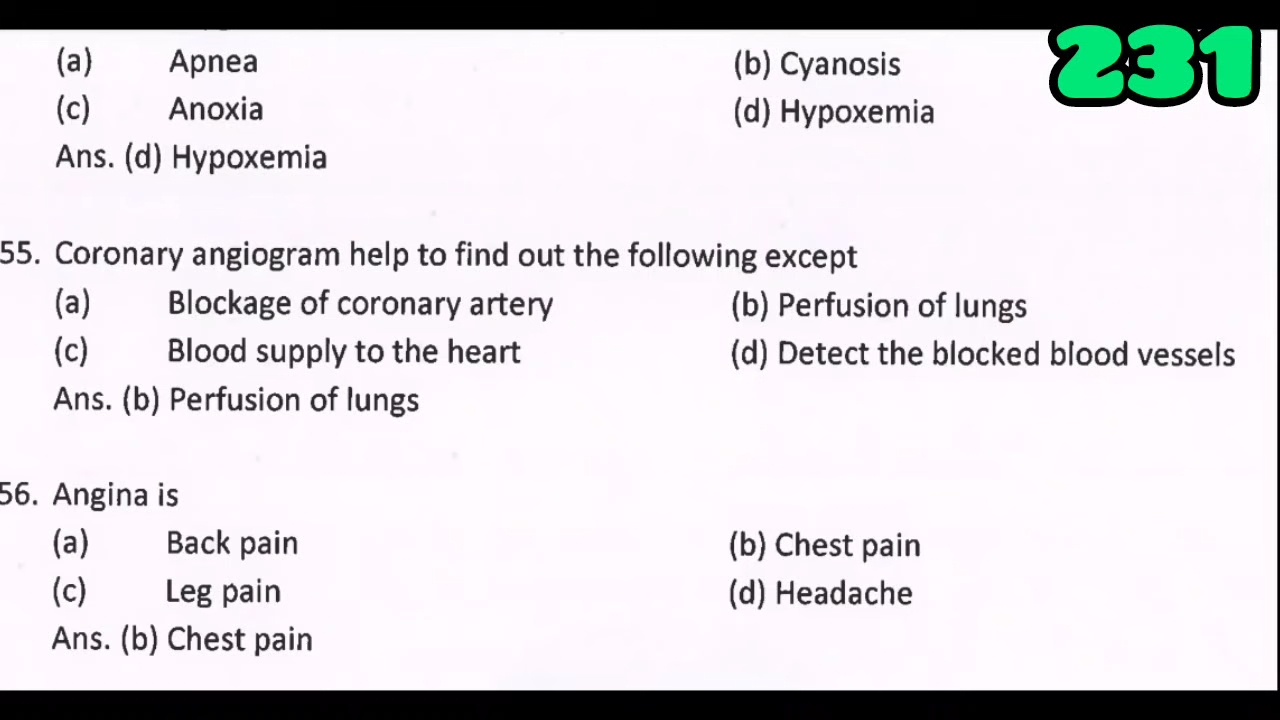 231
(a) Apnea (b) Cyanosis
(c) Anoxia (d) Hypoxemia
Ans. (d) Hypoxemia
55. Coronary angiogram help to find out the following except
(a) Blockage of coronary artery (b) Perfusion of lungs
(c) Blood supply to the heart (d) Detect the blocked blood vessels
Ans. (b) Perfusion of lungs
56. Angina is
(a) Back pain (b) Chest pain
(c) Leg pain (d) Headache
Ans. (b) Chest pain